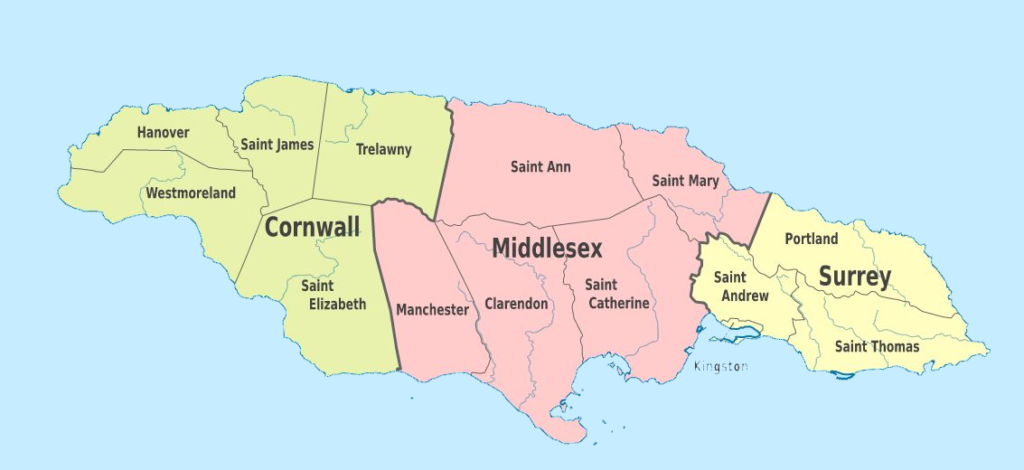 Hanover
Saint James
Trelawny
Westmoreland
Cornwall
Saint
Elizabeth
Saint Ann
Saint Mary
Middlesex
Manchester
Clarendon
Saint
Catherine
Portland
Surrey
Saint
Andrew
Saint Thomas
Kingston